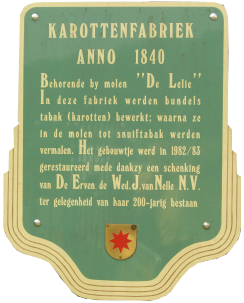 KAROTTENFABRIEK
ANNO 1840
Behorende by molen "De Lelie"
In deze fabriek werden bundels
tabak (karotten) bewerkt; waarna ze
in de molen tot snuiftabak werden
vermalen. Het gebouwtje werd in 1982/83
gerestaureerd mede dankzy een schenking
van De Erven de Wed. J. van Nelle N.V.
ter gelegenheid van haar 200-jarig bestaan